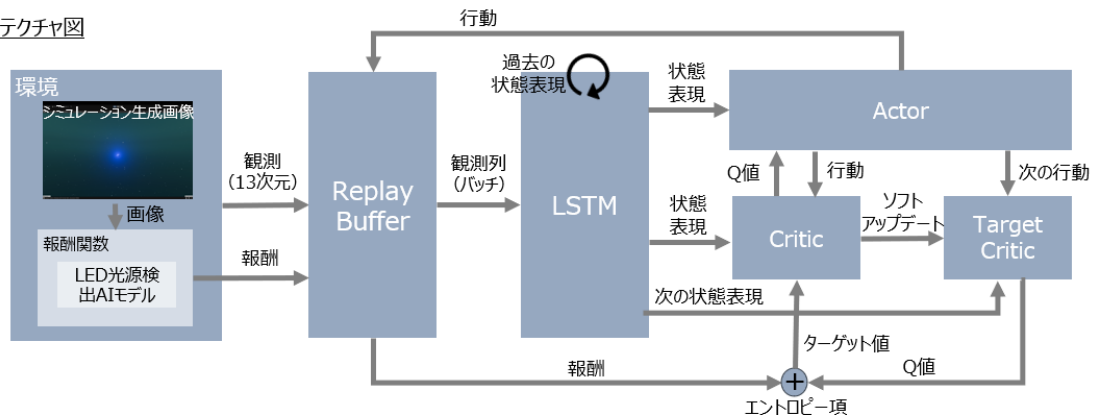 テクチャ図
行動
環境
シミュレーション生成画像
画像
報酬関数
LED光源検
出AIモデル
観測
(13次元)
報酬
Replay
Buffer
観測列
(バッチ)
過去の
状態表現
LSTM
状態
表現
状態
表現
次の状態表現
Actor
Q値
行動
次の行動
Critic
ソフト
アップデート
Target
Critic
ターゲット値
報酬
Q値
+
エントロピー項